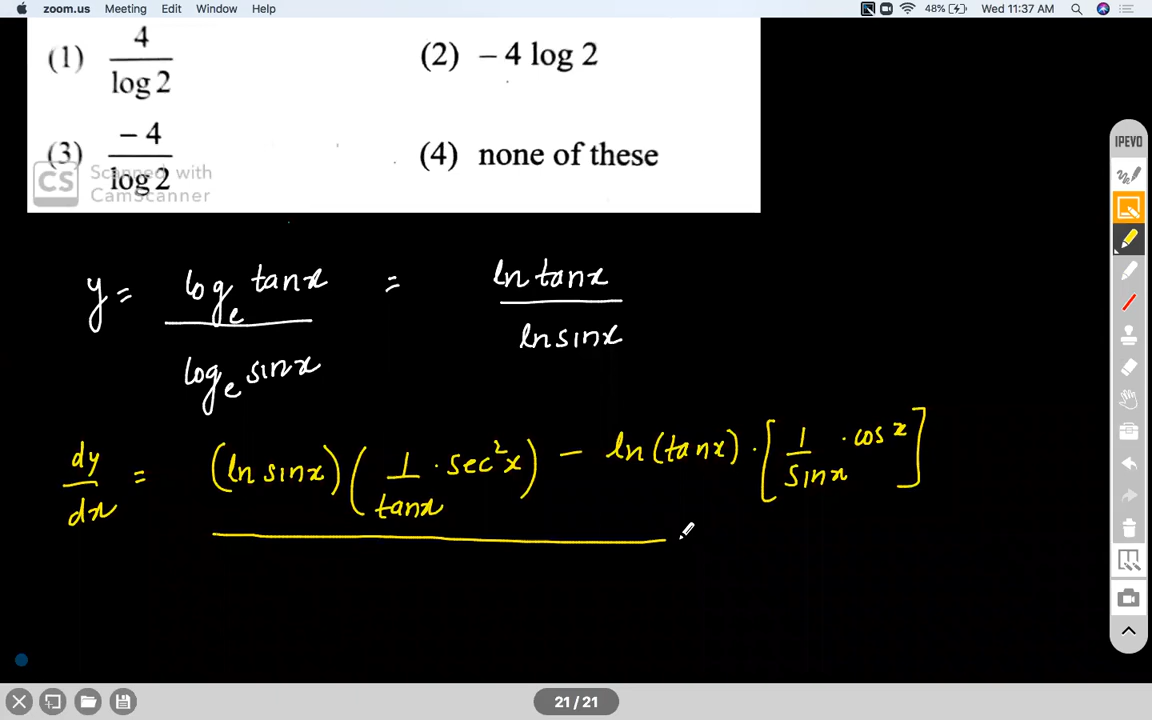 zoom.us Meeting Edit Window Help 48% Wed 11:37 AM
(1) 4/log 2 (2) – 4 log 2
(3) – 4/log 2 (4) none of these
CS Scanned with CamScanner
IPEVO
y = log_e tanx / log_e sinx = ln tanx / ln sinx
dy/dx = (ln sinx)(1/tanx · sec²x) – ln(tanx) · [1/sinx · cosx]
21 / 21